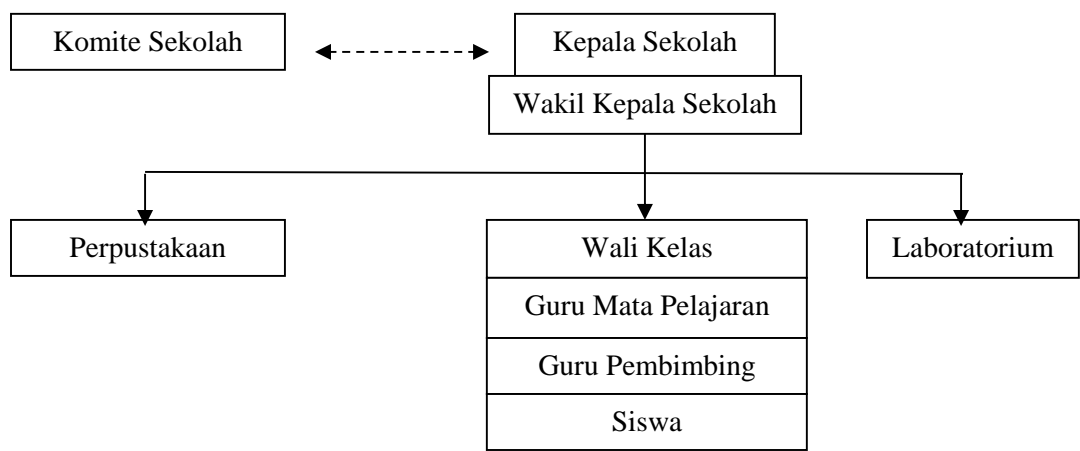 Komite Sekolah
Kepala Sekolah
Wakil Kepala Sekolah
Perpustakaan
Wali Kelas
Laboratorium
Guru Mata Pelajaran
Guru Pembimbing
Siswa